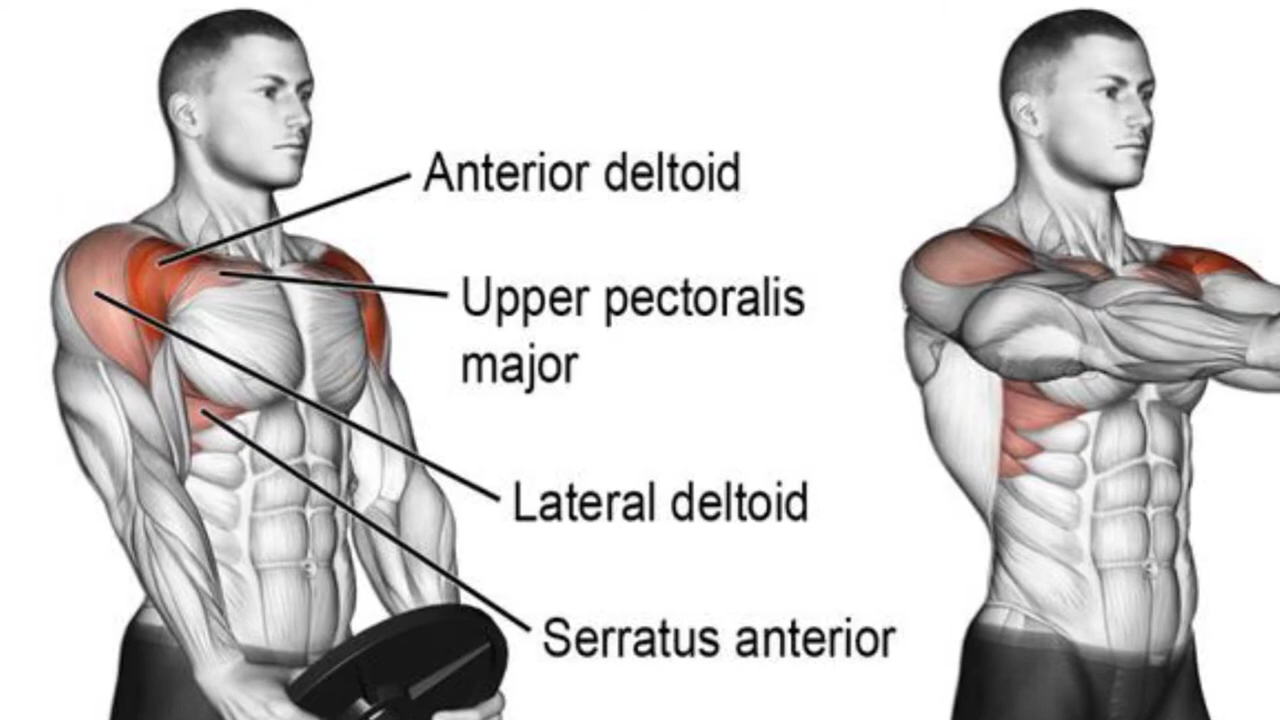 Anterior deltoid
Upper pectoralis
major
Lateral deltoid
Serratus anterior